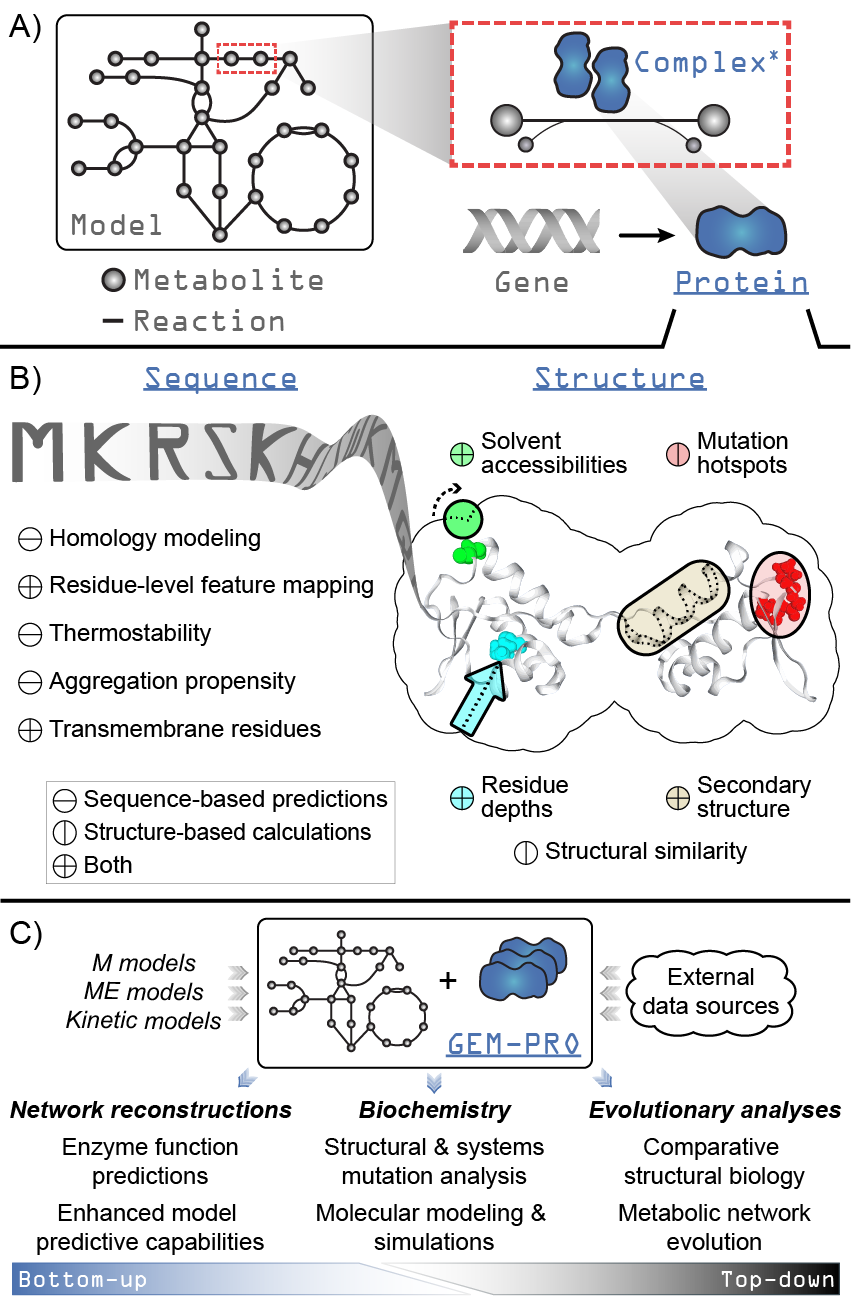 A)
Complex*
Model
Metabolite
Reaction
Gene
Protein
B)
Sequence
Structure
MKRSK
Solvent
accessibilities
Mutation
hotspots
Homology modeling
Residue-level feature mapping
Thermostability
Aggregation propensity
Transmembrane residues
Sequence-based predictions
Structure-based calculations
Both
Residue
depths
Secondary
structure
Structural similarity
C)
M models
ME models
Kinetic models
+
GEM-PRO
External
data sources
Network reconstructions
Enzyme function
predictions
Enhanced model
predictive capabilities
Biochemistry
Structural & systems
mutation analysis
Molecular modeling &
simulations
Evolutionary analyses
Comparative
structural biology
Metabolic network
evolution
Bottom-up
Top-down